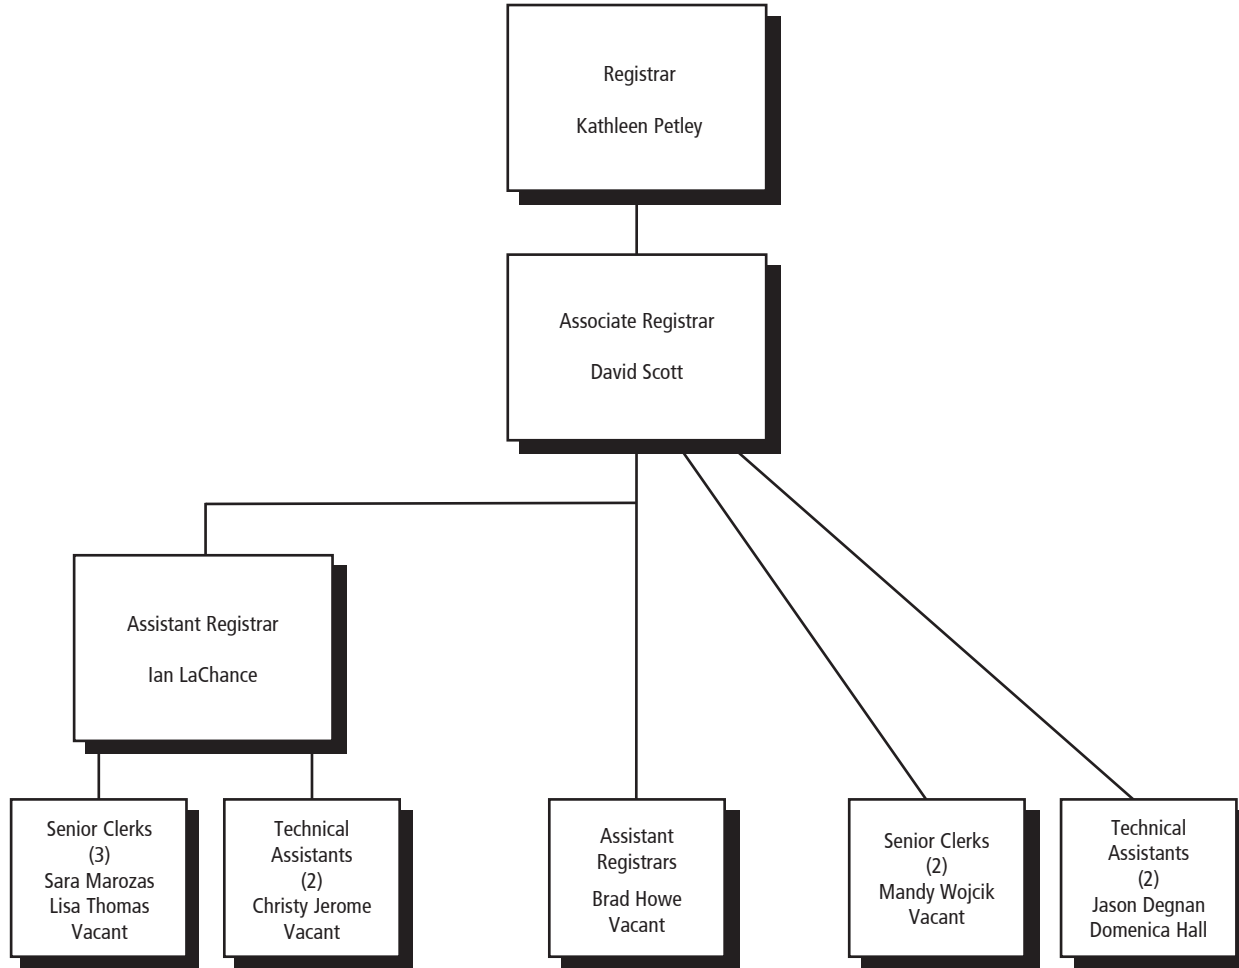 Registrar
Kathleen Petley
Associate Registrar
David Scott
Assistant Registrar
Ian LaChance
Senior Clerks
(3)
Sara Marozas
Lisa Thomas
Vacant
Technical
Assistants
(2)
Christy Jerome
Vacant
Assistant
Registrars
Brad Howe
Vacant
Senior Clerks
(2)
Mandy Wojcik
Vacant
Technical
Assistants
(2)
Jason Degnan
Domenica Hall